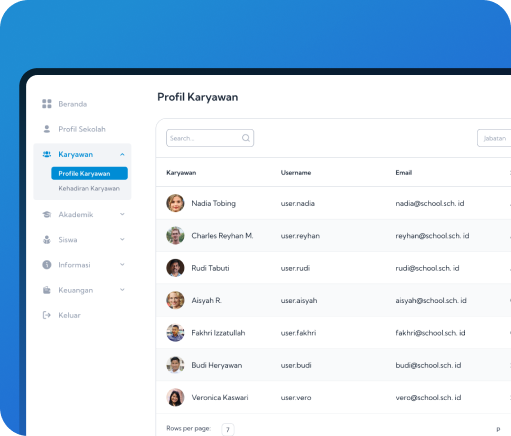 Profil Karyawan
Beranda
Profil Sekolah
Karyawan
Profile Karyawan
Kehadiran Karyawan
Akademik
Siswa
Informasi
Keuangan
Keluar
Search...
Jabatan
Karyawan Username Email
Nadia Tobing user.nadia nadia@school.sch. id
Charles Reyhan M. user.reyhan reyhan@school.sch. id
Rudi Tabuti user.rudi rudi@school.sch. id
Aisyah R. user.aisyah aisyah@school.sch. id
Fakhri Izzatullah user.fakhri fakhri@school.sch. id
Budi Heryawan user.budi budi@school.sch. id
Veronica Kaswari user.vero vero@school.sch. id
Rows per page: 7 P